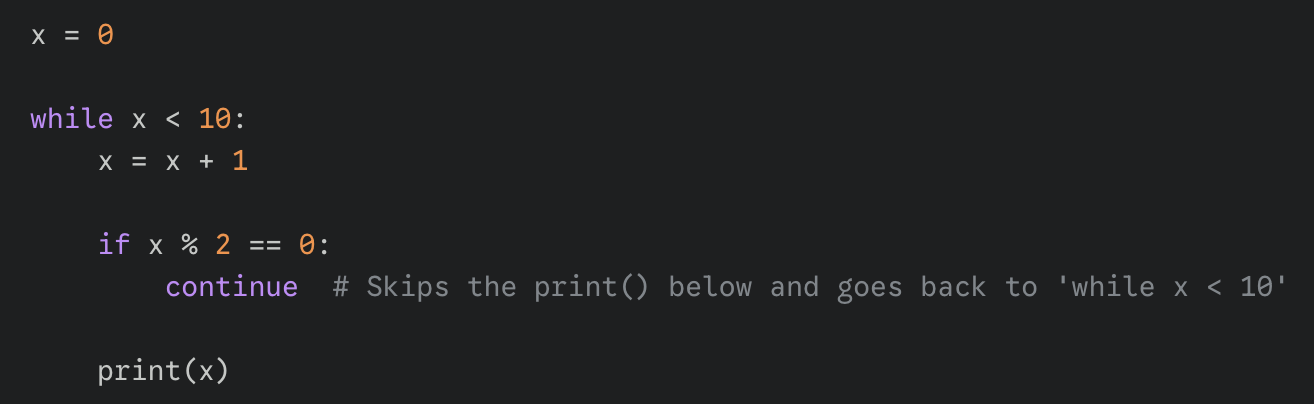 x = 0
while x < 10:
    x = x + 1
    if x % 2 == 0:
        continue  # Skips the print() below and goes back to 'while x < 10'
    print(x)